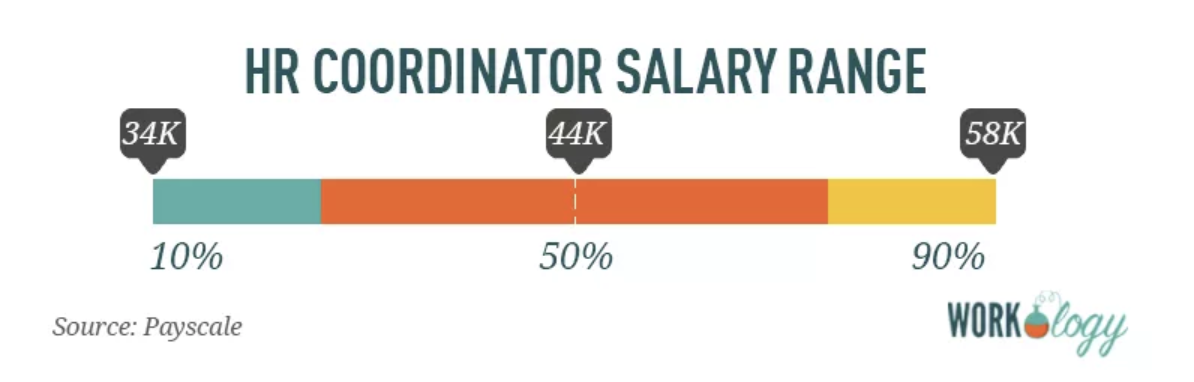 HR COORDINATOR SALARY RANGE
34K 44K 58K
10% 50% 90%
Source: Payscale
WORKology